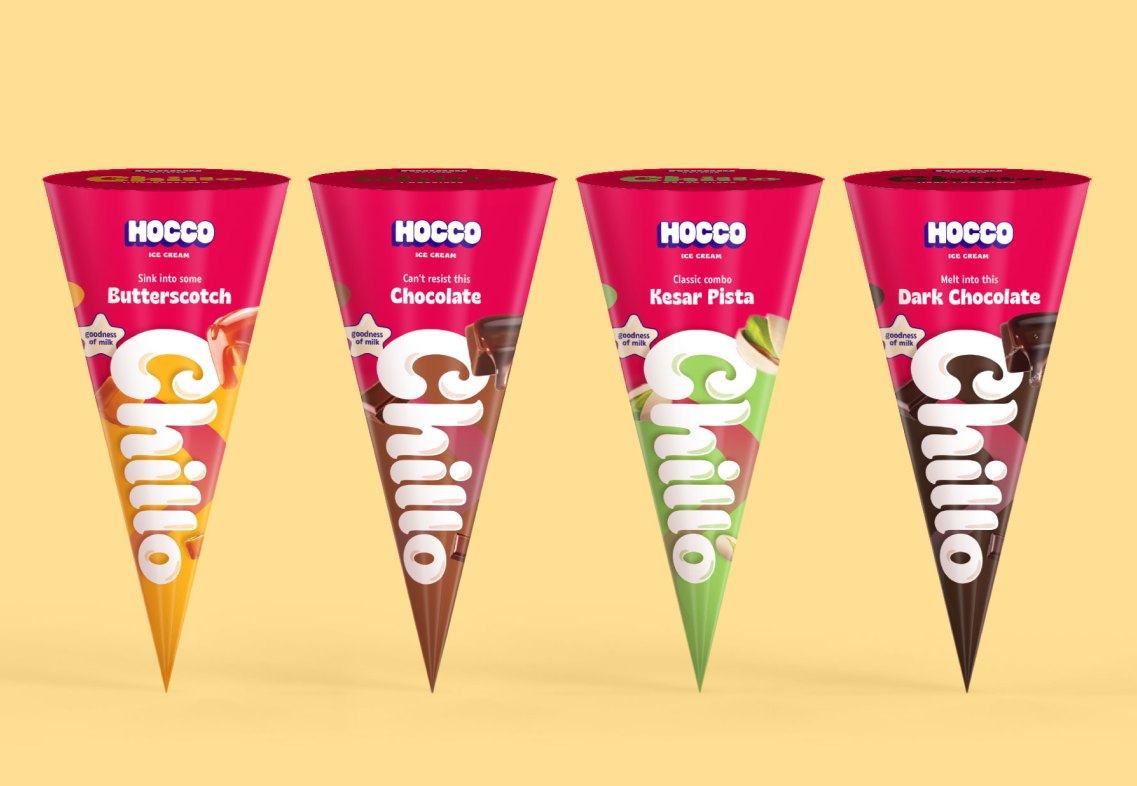 HOCCO
ICE CREAM
Sink into some
Butterscotch
goodness
of milk
Chillo
HOCCO
ICE CREAM
Can't resist this
Chocolate
goodness
of milk
Chillo
HOCCO
ICE CREAM
Classic combo
Kesar Pista
goodness
of milk
Chillo
HOCCO
ICE CREAM
Melt into this
Dark Chocolate
goodness
of milk
Chillo